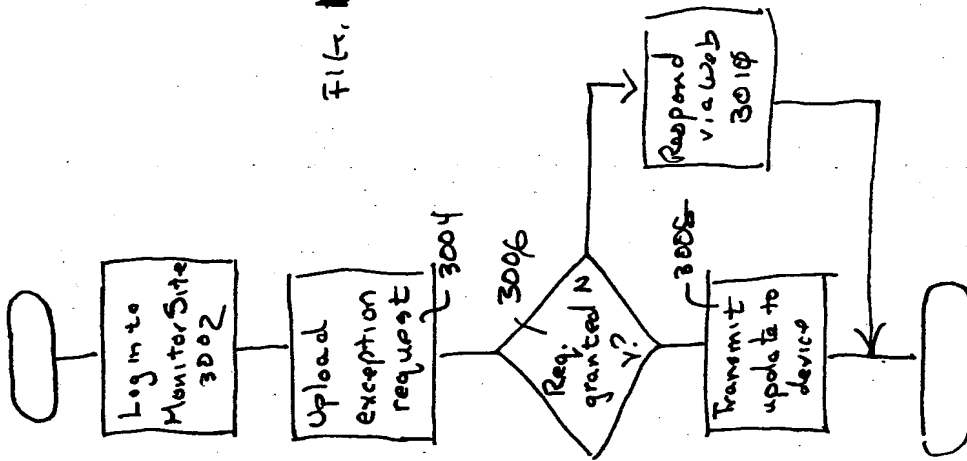 FIG.
Log in to
Monitor Site
3002
Upload
exception
request
3004
3006
Req.
granted N
Y?
Respond
via Web
3010
3008
Transmit
update to
device